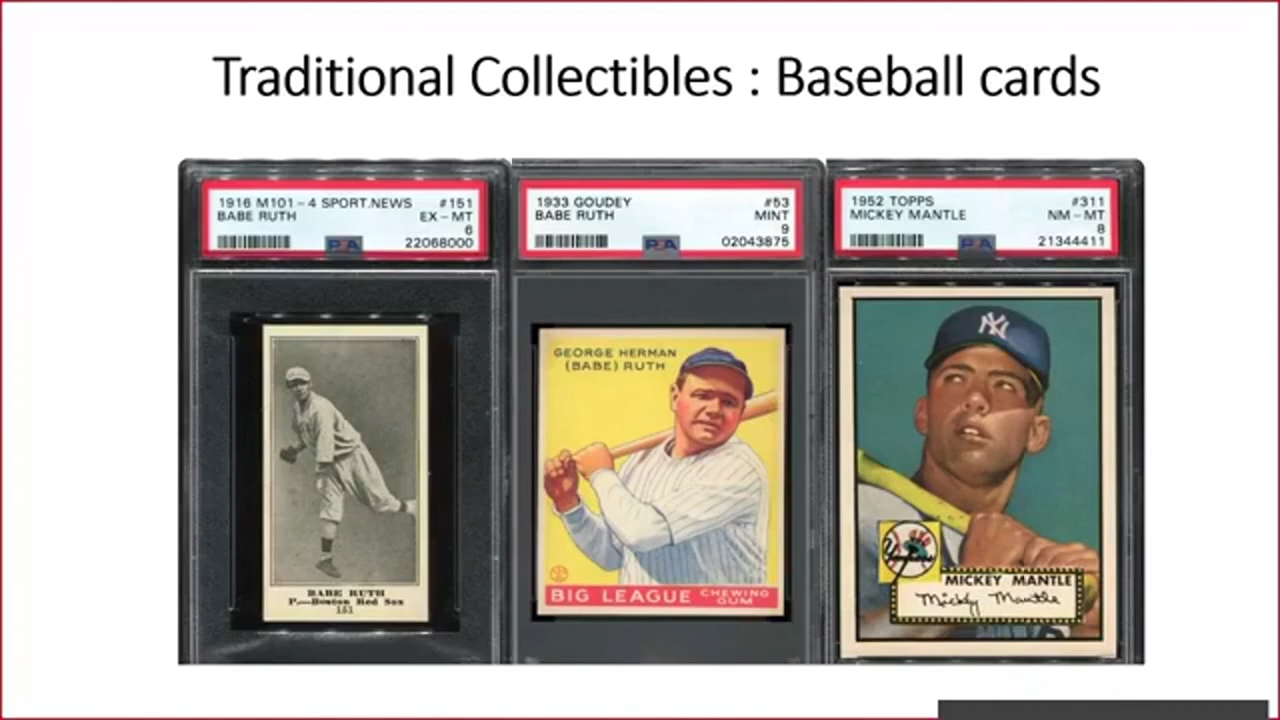 Traditional Collectibles : Baseball cards
1916 M101-4 SPORT.NEWS #151
BABE RUTH EX-MT
6
PSA 22068000
BABE RUTH
P.—Boston Red Sox
151
1933 GOUDEY #53
BABE RUTH MINT
9
PSA 02043875
GEORGE HERMAN
(BABE) RUTH
BIG LEAGUE CHEWING GUM
1952 TOPPS #311
MICKEY MANTLE NM-MT
8
PSA 21344411
NY
Yankees
MICKEY MANTLE
Mickey Mantle